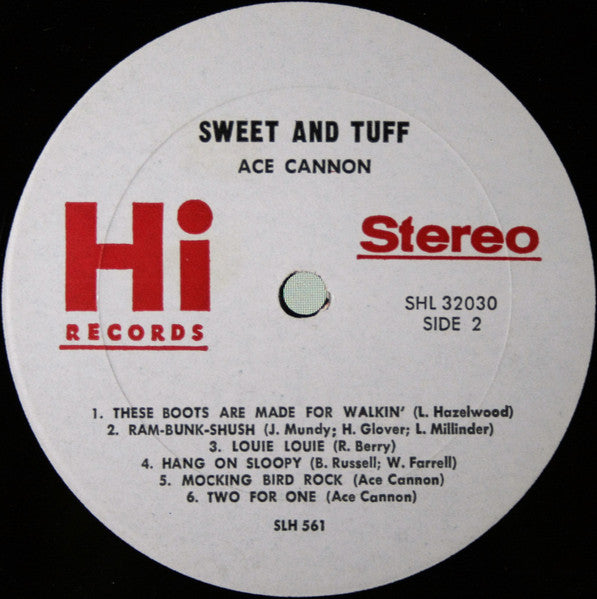 SWEET AND TUFF
ACE CANNON
Hi
RECORDS
Stereo
SHL 32030
SIDE 2
1. THESE BOOTS ARE MADE FOR WALKIN' (L. Hazelwood)
2. RAM-BUNK-SHUSH (J. Mundy; H. Glover; L. Millinder)
3. LOUIE LOUIE (R. Berry)
4. HANG ON SLOOPY (B. Russell; W. Farrell)
5. MOCKING BIRD ROCK (Ace Cannon)
6. TWO FOR ONE (Ace Cannon)
SLH 561